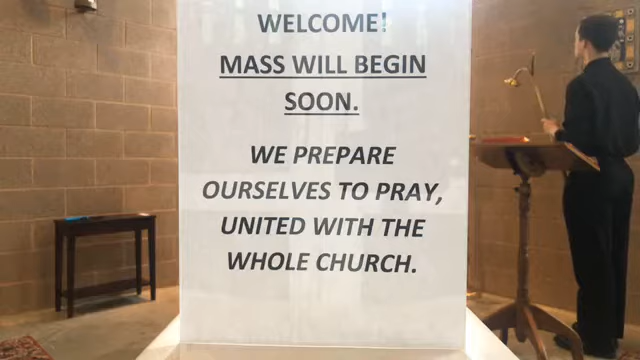 WELCOME!
MASS WILL BEGIN
SOON.
WE PREPARE
OURSELVES TO PRAY,
UNITED WITH THE
WHOLE CHURCH.